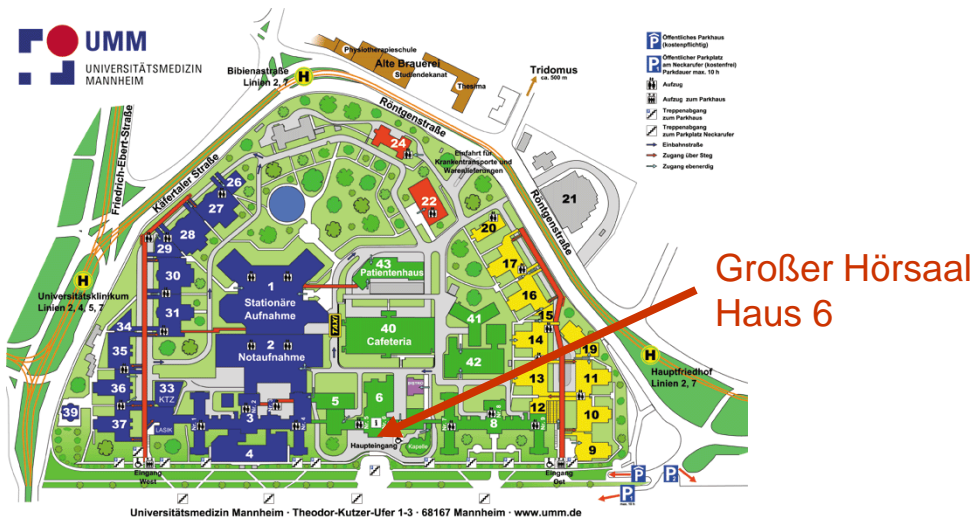 UMM
UNIVERSITÄTSMEDIZIN
MANNHEIM
Bibienastraße
Linien 2, 7
H
Physiotherapieschule
Alte Brauerei
Studiendekanat
Thesima
Tridomus
ca. 500 m
Öffentliches Parkhaus
(kostenpflichtig)
Öffentlicher Parkplatz
am Neckarufer (kostenfrei)
Parkdauer max. 10 h
Aufzug
Aufzug zum Parkhaus
Treppenabgang
zum Parkhaus
Treppenabgang
zum Parkplatz Neckarufer
Einbahnstraße
Zugang über Steg
Zugang ebenerdig
Friedrich-Ebert-Straße
Käfertaler Straße
Röntgenstraße
Röntgenstraße
Einfahrt für
Krankentransporte und
Warenlieferungen
24
22
21
26
27
28
29
30
31
34
35
36
37
39
33
KTZ
LASIK
H
Universitätsklinikum
Linien 2, 4, 5, 7
1
Stationäre
Aufnahme
2
Notaufnahme
3
4
43
Patientenhaus
TAXI
40
Cafeteria
41
42
5
6
i
Haupteingang
Kapelle
8
20
17
16
15
14
13
12
19
11
10
9
H
Hauptfriedhof
Linien 2, 7
Großer Hörsaal
Haus 6
Eingang
West
Eingang
Ost
P
P
Universitätsmedizin Mannheim · Theodor-Kutzer-Ufer 1-3 · 68167 Mannheim · www.umm.de